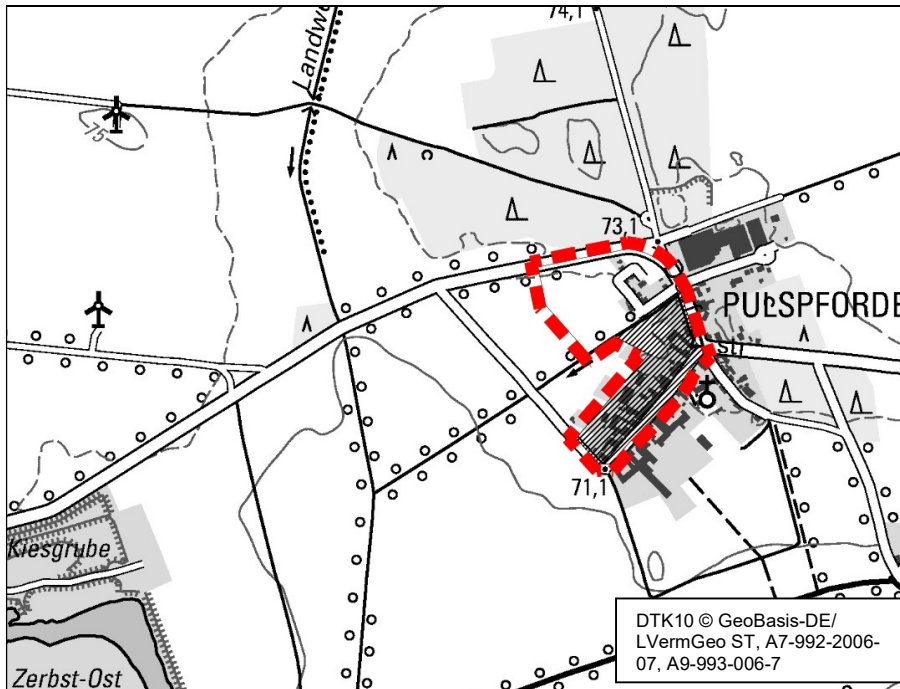 74,1
Landwe
75
73,1
PULSPFORDE
71,1
Kiesgrube
Zerbst-Ost
DTK10 © GeoBasis-DE/
LVermGeo ST, A7-992-2006-
07, A9-993-006-7